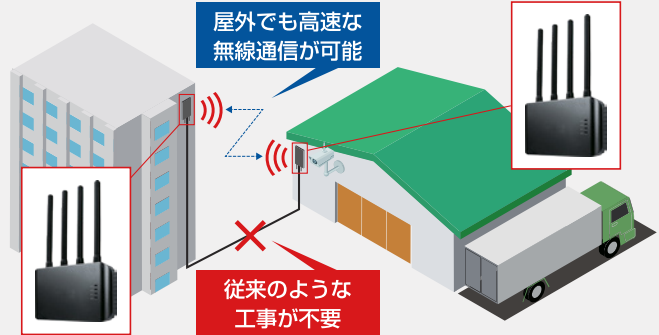 屋外でも高速な
無線通信が可能
従来のような
工事が不要